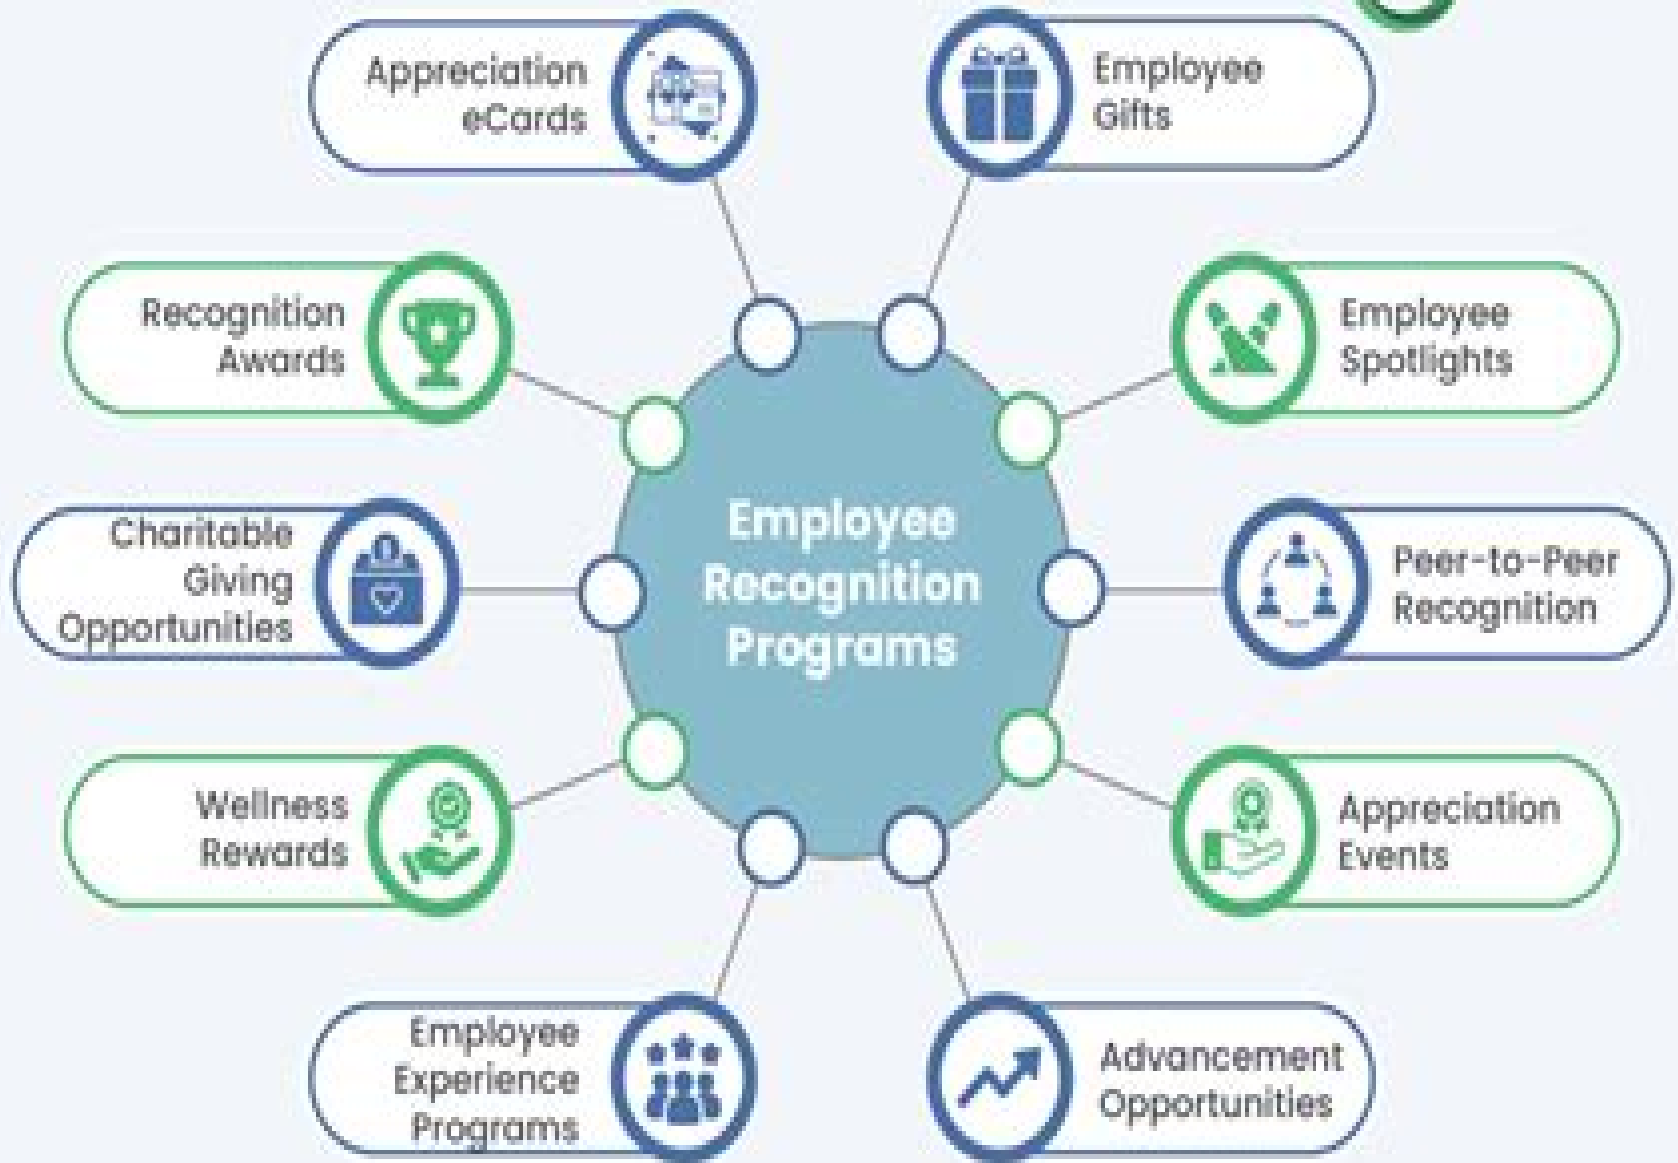 Appreciation
eCards
Employee
Gifts
Recognition
Awards
Employee
Spotlights
Charitable
Giving
Opportunities
Employee
Recognition
Programs
Peer-to-Peer
Recognition
Wellness
Rewards
Appreciation
Events
Employee
Experience
Programs
Advancement
Opportunities